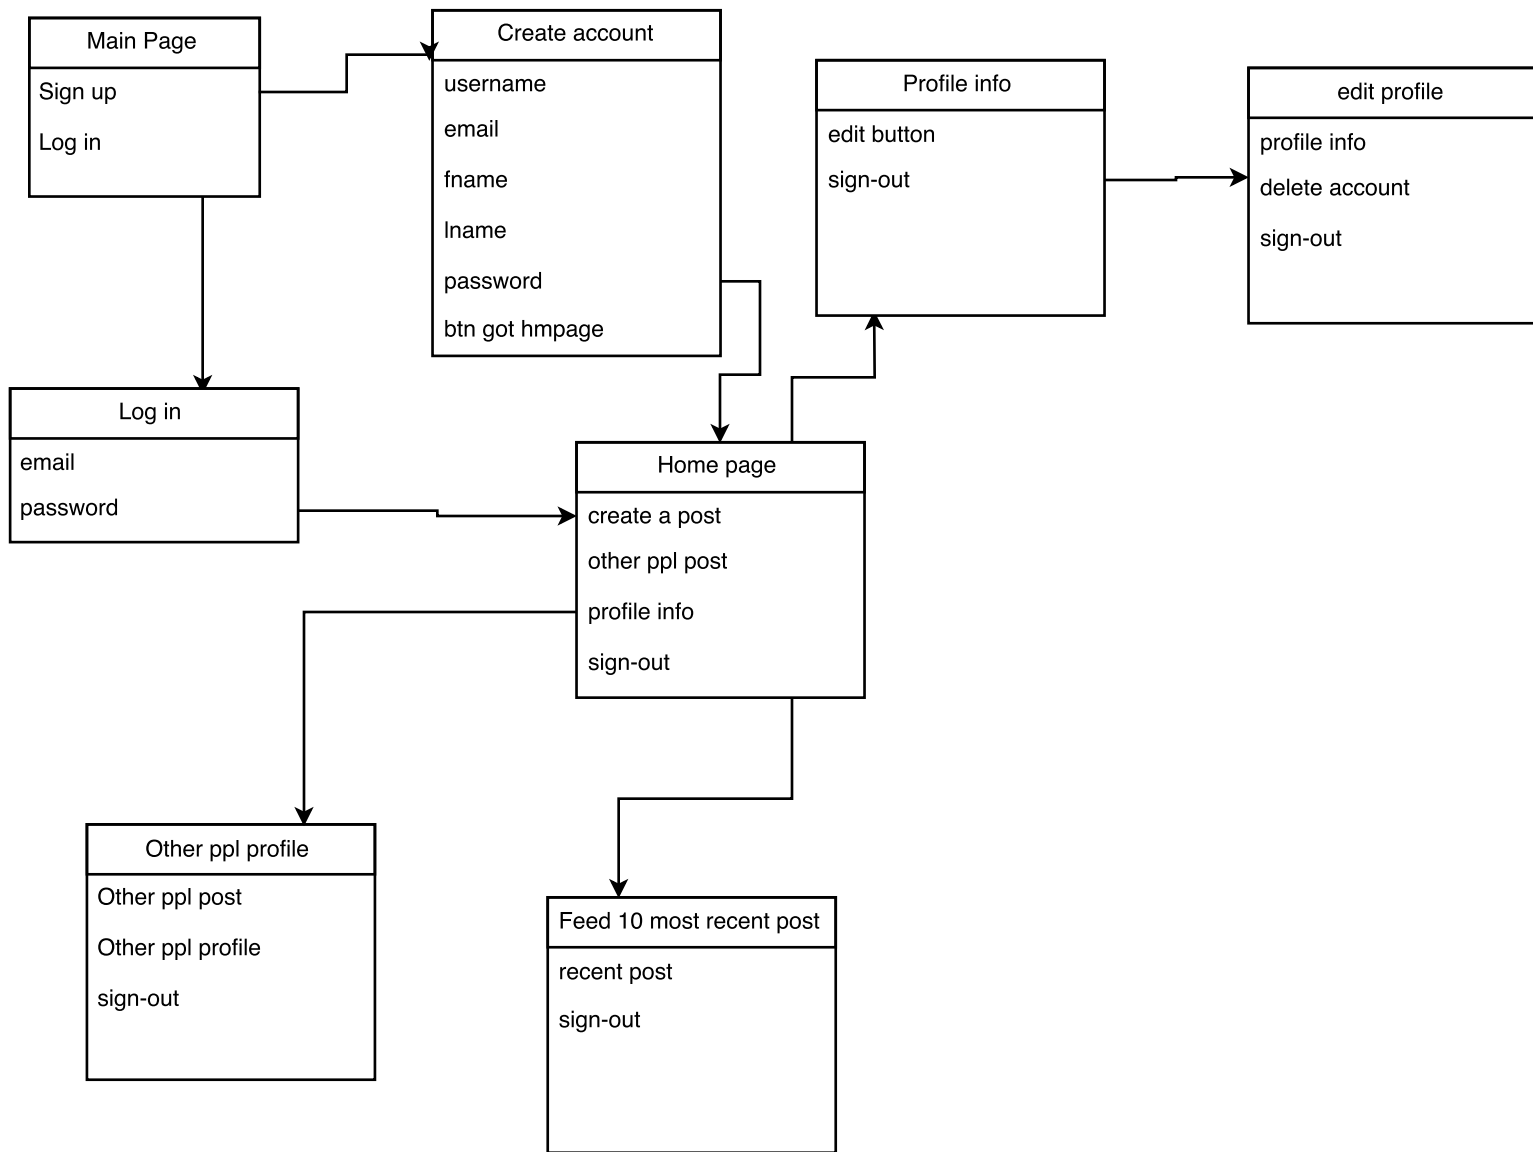 Main Page
Sign up
Log in
Create account
username
email
fname
lname
password
btn got hmpage
Profile info
edit button
sign-out
edit profile
profile info
delete account
sign-out
Log in
email
password
Home page
create a post
other ppl post
profile info
sign-out
Other ppl profile
Other ppl post
Other ppl profile
sign-out
Feed 10 most recent post
recent post
sign-out